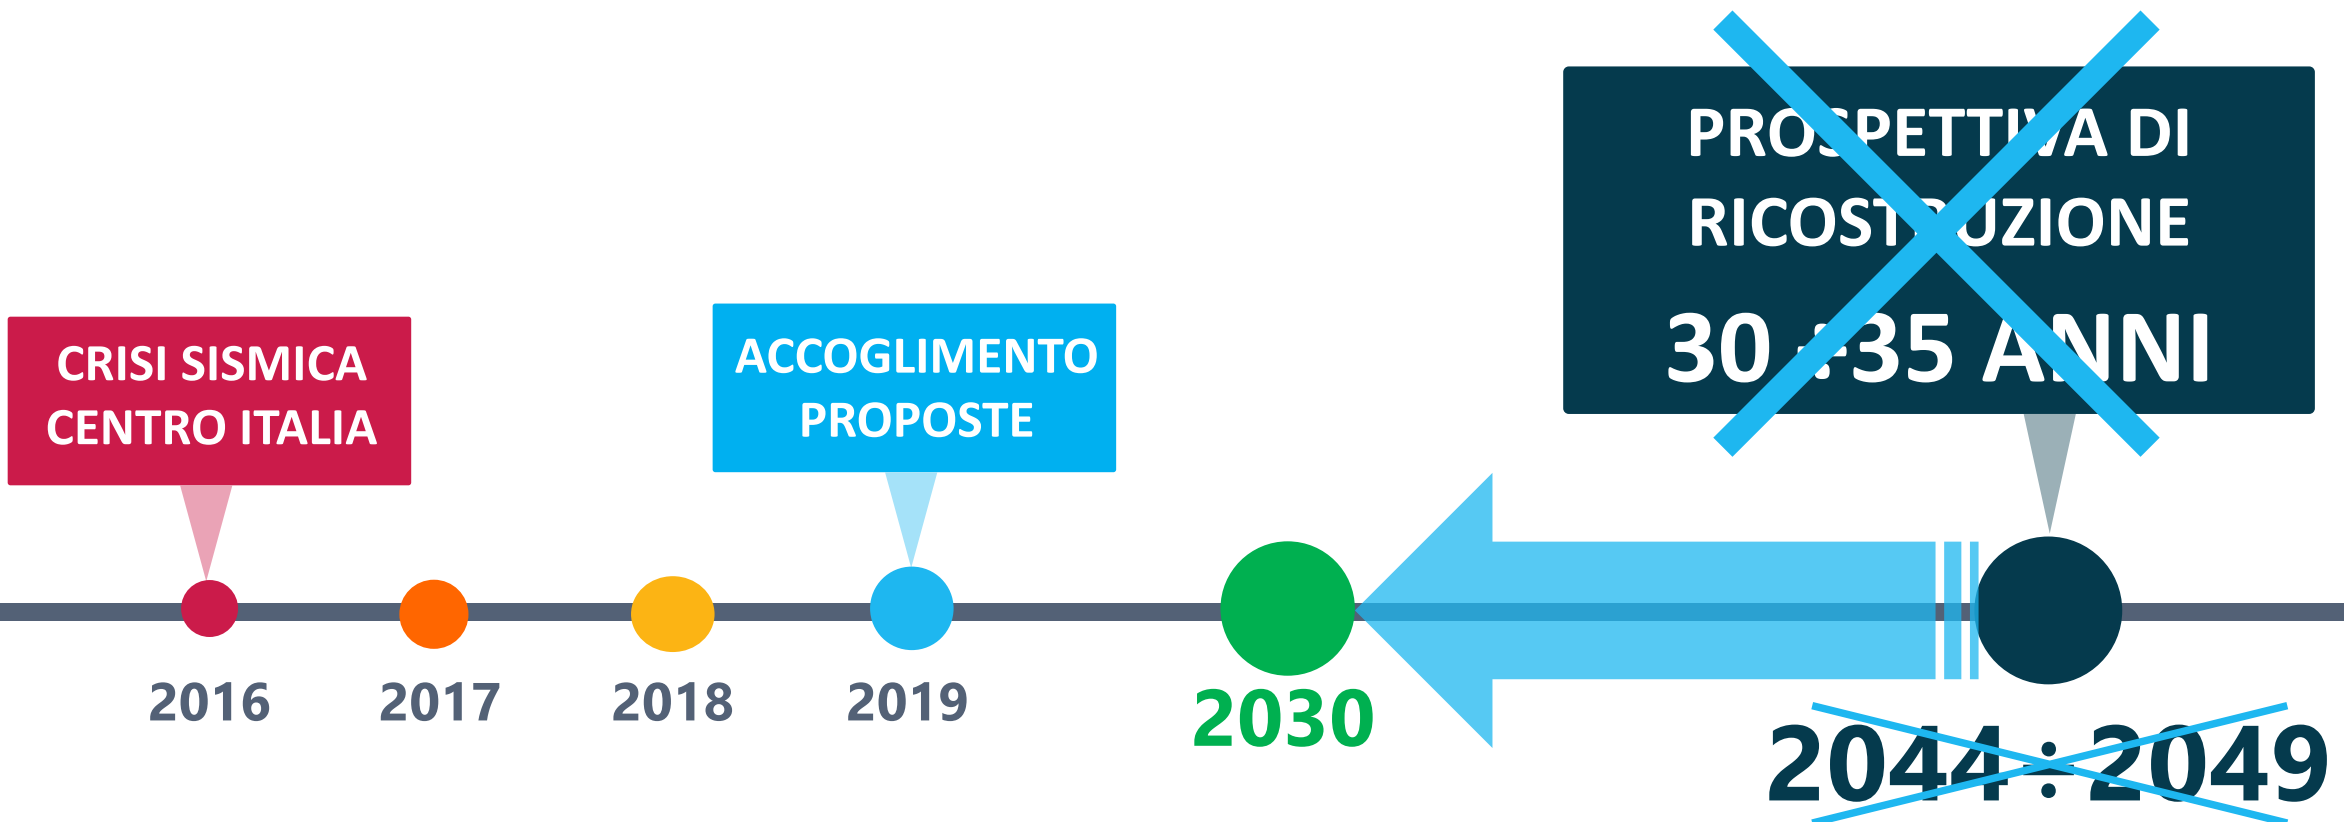 PROSPETTIVA DI
RICOSTRUZIONE
30 ÷35 ANNI
CRISI SISMICA
CENTRO ITALIA
ACCOGLIMENTO
PROPOSTE
2016
2017
2018
2019
2030
2044÷2049